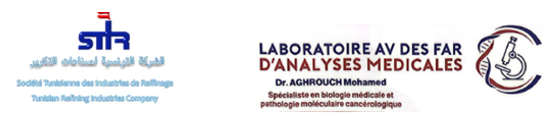 STIR
الشركة التونسية لصناعات التكرير
Société Tunisienne des Industries de Raffinage
Tunisian Refining Industries Company
LABORATOIRE AV DES FAR
D'ANALYSES MEDICALES
Dr. AGHROUCH Mohamed
Spécialiste en biologie médicale et
pathologie moléculaire cancérologique